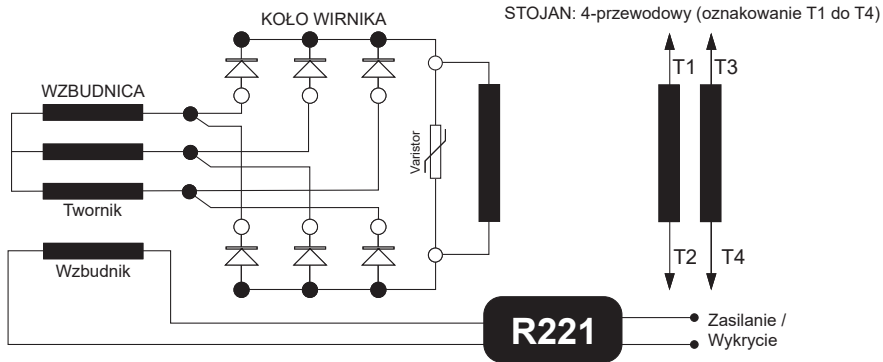 KOŁO WIRNIKA
STOJAN: 4-przewodowy (oznakowanie T1 do T4)
WZBUDNICA
Twornik
Wzbudnik
Varistor
T1
T3
T2
T4
R221
Zasilanie /
Wykrycie